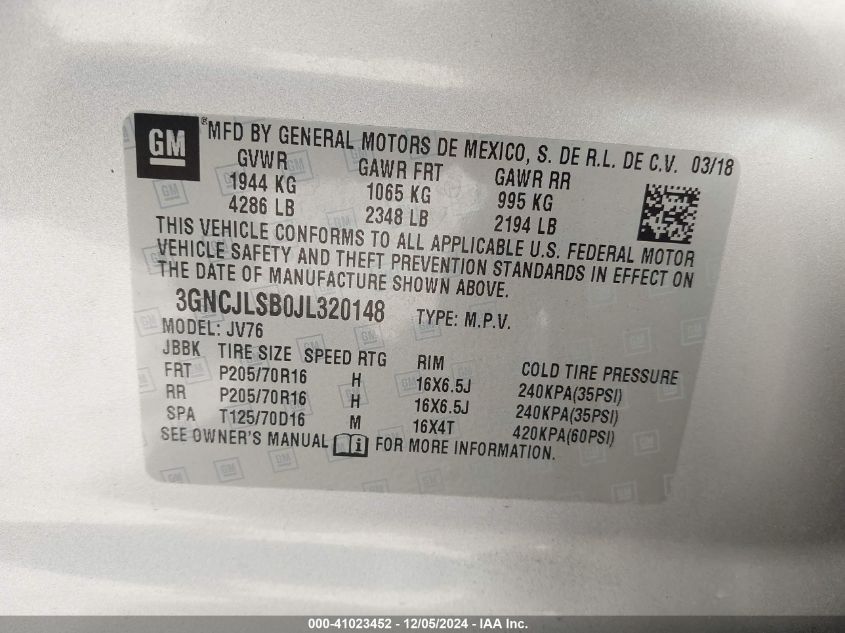 GM ®MFD BY GENERAL MOTORS DE MEXICO, S. DE R.L. DE C.V. 03/18
GVWR GAWR FRT GAWR RR
1944 KG 1065 KG 995 KG
4286 LB 2348 LB 2194 LB
THIS VEHICLE CONFORMS TO ALL APPLICABLE U.S. FEDERAL MOTOR
VEHICLE SAFETY AND THEFT PREVENTION STANDARDS IN EFFECT ON
THE DATE OF MANUFACTURE SHOWN ABOVE.
3GNCJLSB0JL320148 TYPE: M.P.V.
MODEL: JV76
JBBK TIRE SIZE SPEED RTG RIM COLD TIRE PRESSURE
FRT P205/70R16 H 16X6.5J 240KPA(35PSI)
RR P205/70R16 H 16X6.5J 240KPA(35PSI)
SPA T125/70D16 M 16X4T 420KPA(60PSI)
SEE OWNER'S MANUAL FOR MORE INFORMATION.
000-41023452 - 12/05/2024 - IAA Inc.